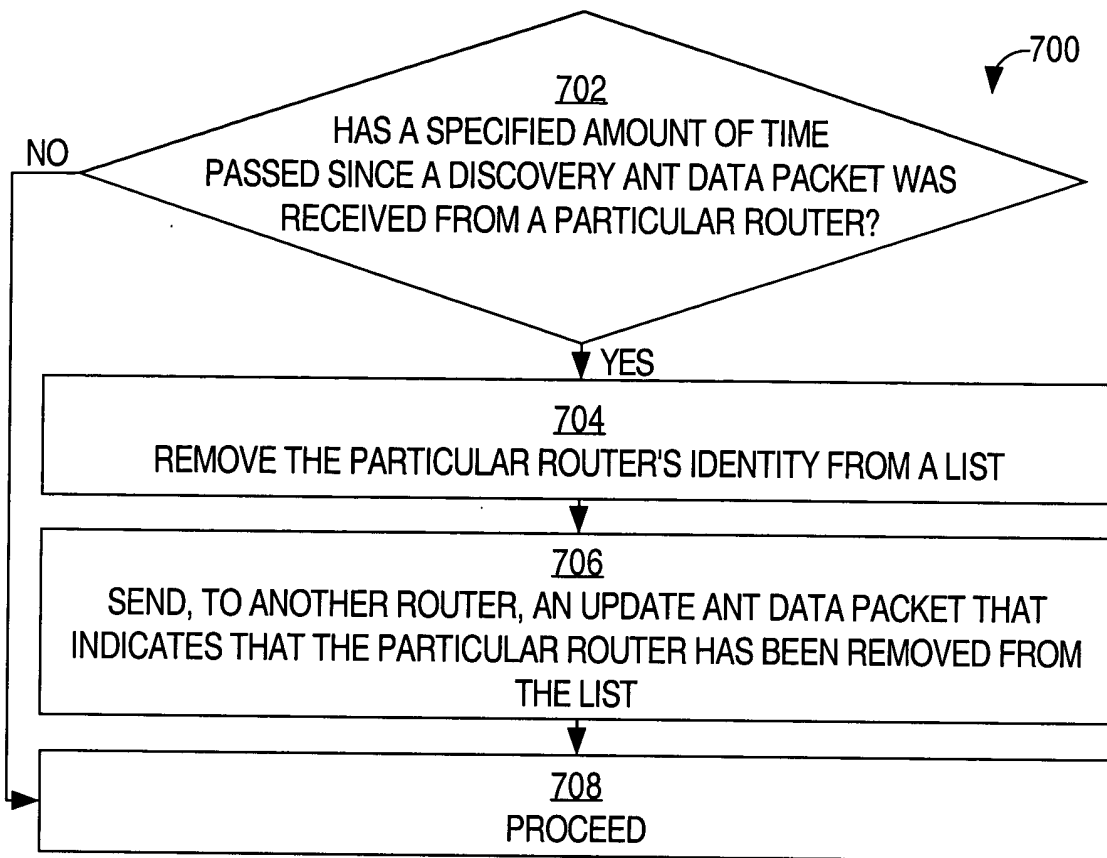 700
702
HAS A SPECIFIED AMOUNT OF TIME
PASSED SINCE A DISCOVERY ANT DATA PACKET WAS
RECEIVED FROM A PARTICULAR ROUTER?
NO
YES
704
REMOVE THE PARTICULAR ROUTER'S IDENTITY FROM A LIST
706
SEND, TO ANOTHER ROUTER, AN UPDATE ANT DATA PACKET THAT
INDICATES THAT THE PARTICULAR ROUTER HAS BEEN REMOVED FROM
THE LIST
708
PROCEED